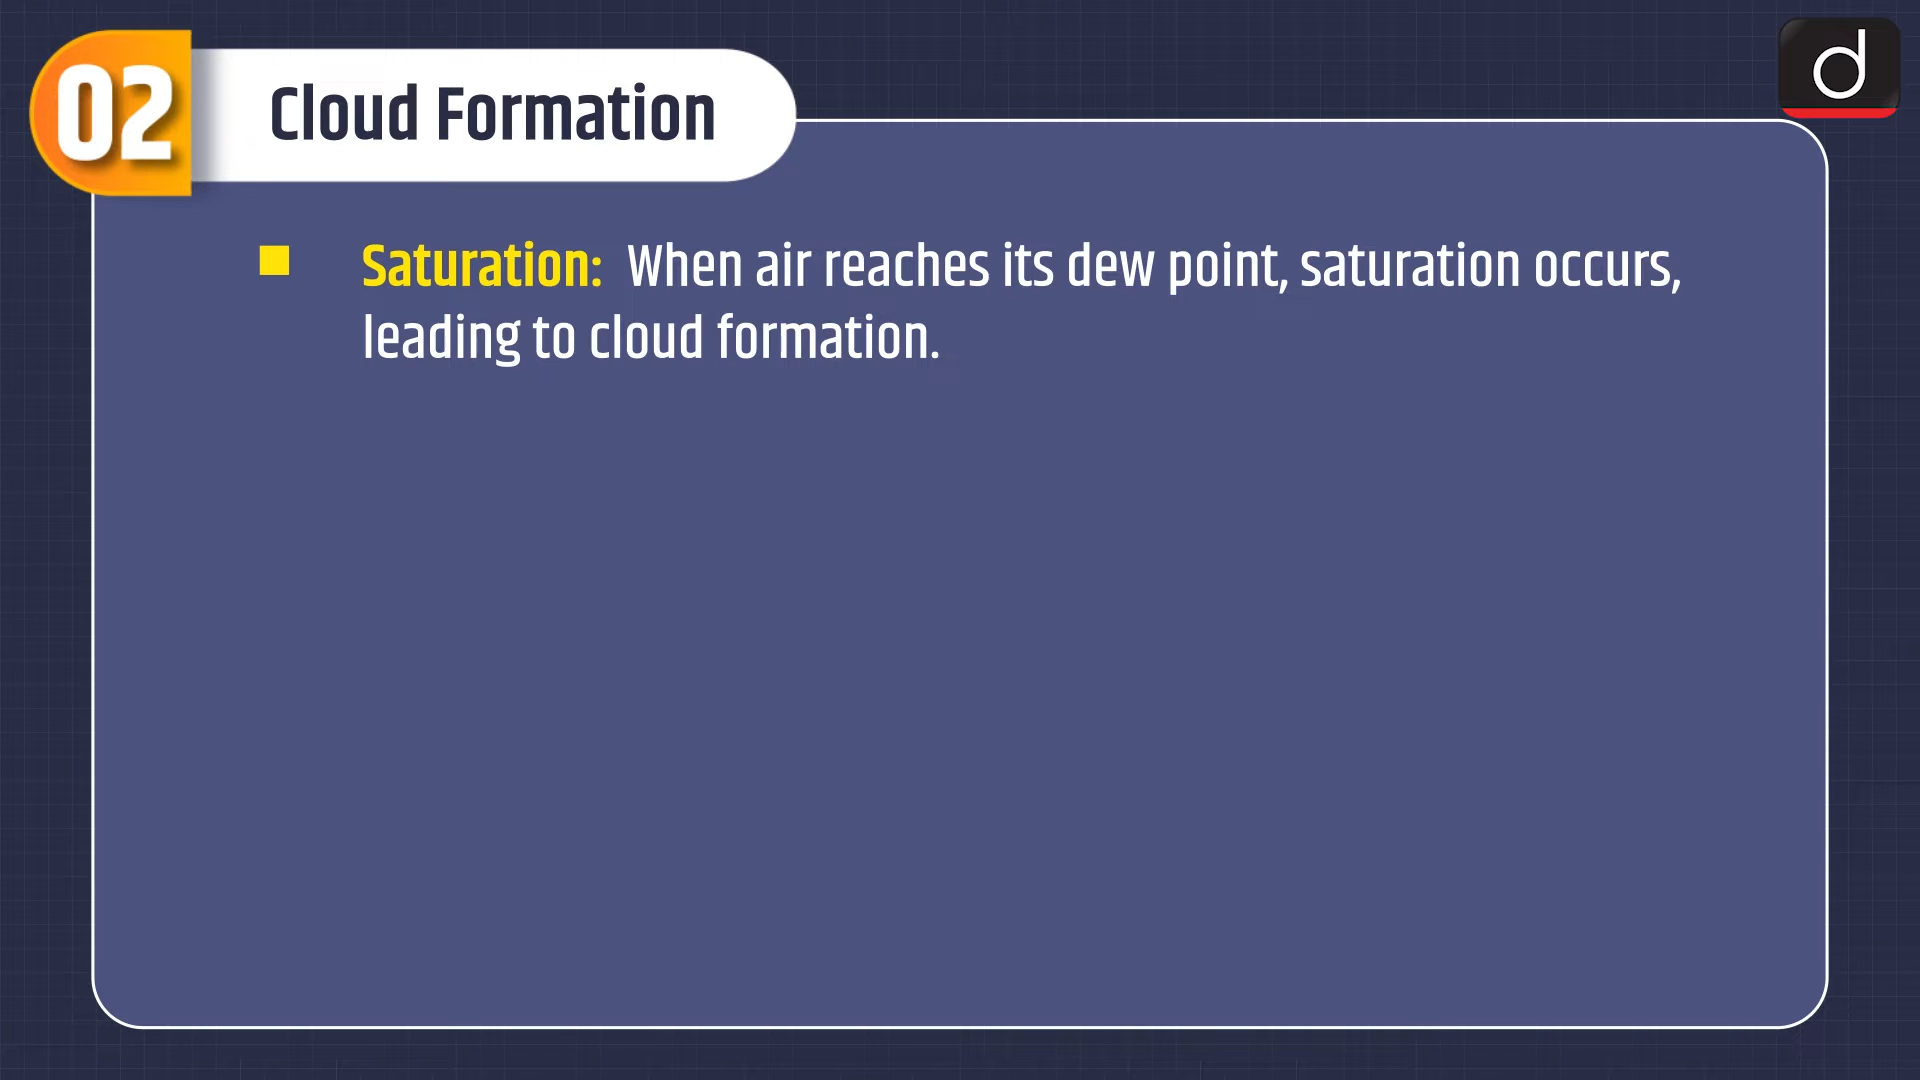 02
Cloud Formation
d
■ Saturation: When air reaches its dew point, saturation occurs,
leading to cloud formation.